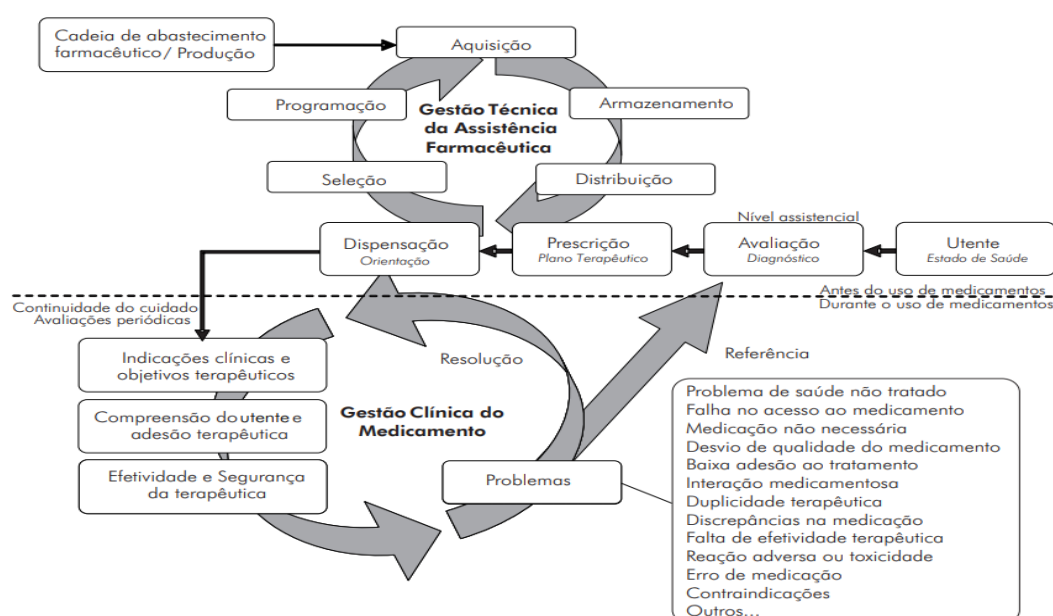 Cadeia de abastecimento
farmacêutico/ Produção
Aquisição
Programação
Gestão Técnica
da Assistência
Farmacêutica
Armazenamento
Seleção
Distribuição
Nível assistencial
Dispensação
Orientação
Prescrição
Plano Terapêutico
Avaliação
Diagnóstico
Utente
Estado de Saúde
Antes do uso de medicamentos
Durante o uso de medicamentos
Continuidade do cuidado
Avaliações periódicas
Indicações clínicas e
objetivos terapêuticos
Resolução
Referência
Compreensão do utente e
adesão terapêutica
Gestão Clínica do
Medicamento
Efetividade e Segurança
da terapêutica
Problemas
Problema de saúde não tratado
Falha no acesso ao medicamento
Medicação não necessária
Desvio de qualidade do medicamento
Baixa adesão ao tratamento
Interação medicamentosa
Duplicidade terapêutica
Discrepâncias na medicação
Falta de efetividade terapêutica
Reação adversa ou toxicidade
Erro de medicação
Contraindicações
Outros...